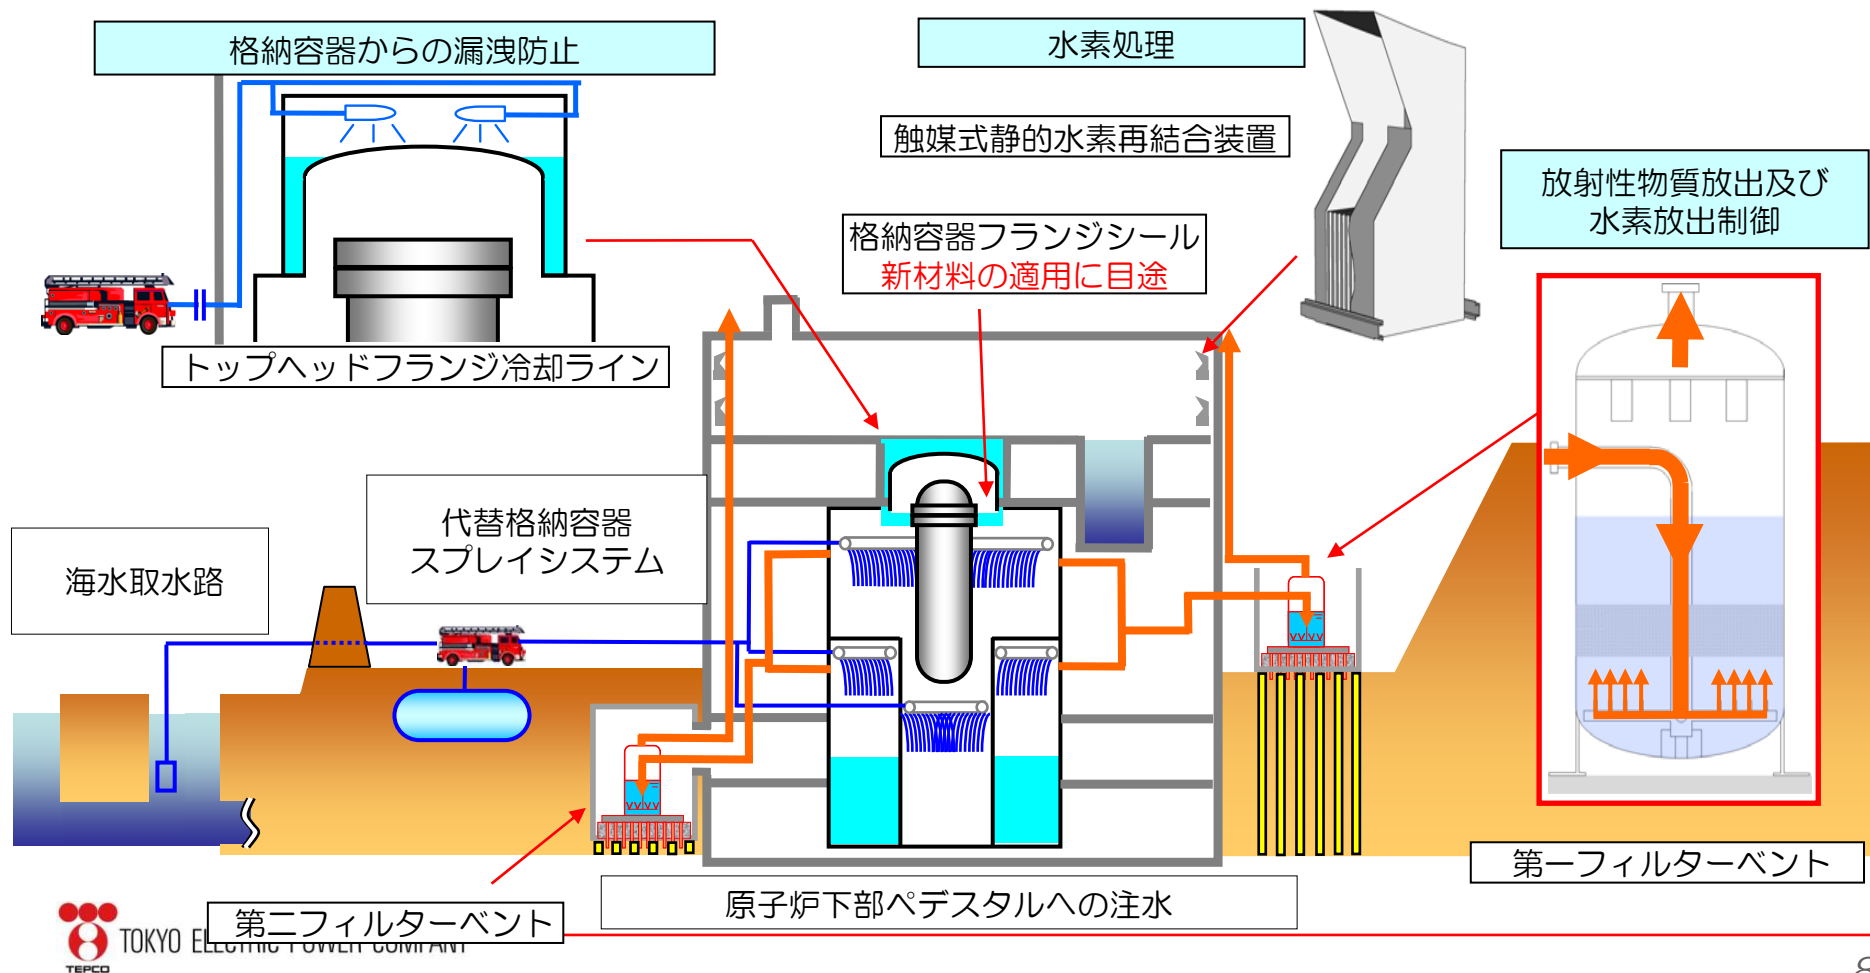 格納容器からの漏洩防止
水素処理
触媒式静的水素再結合装置
放射性物質放出及び
水素放出制御
格納容器フランジシール
新材料の適用に目途
トップヘッドフランジ冷却ライン
代替格納容器
スプレイシステム
海水取水路
第一フィルターベント
原子炉下部ペデスタルへの注水
第二フィルターベント
TOKYO ELECTRIC POWER COMPANY
TEPCO